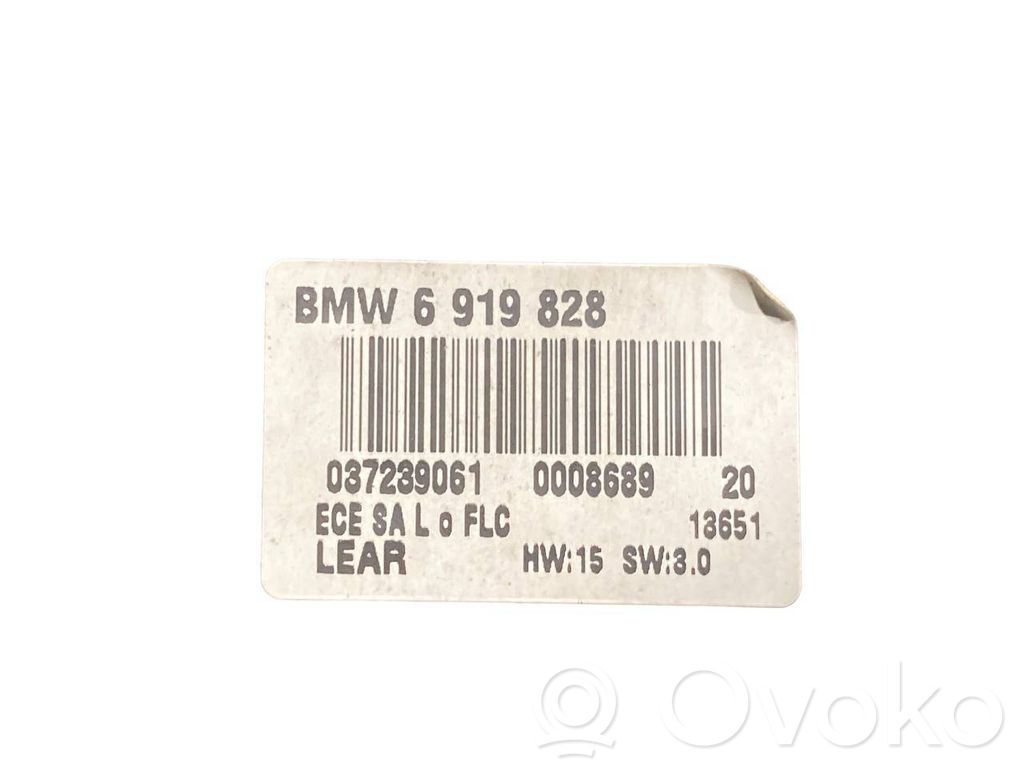 BMW 6 919 828
037239061 0008689 20
ECE SA L o FLC 13651
LEAR HW:15 SW:3.0
Ovoko